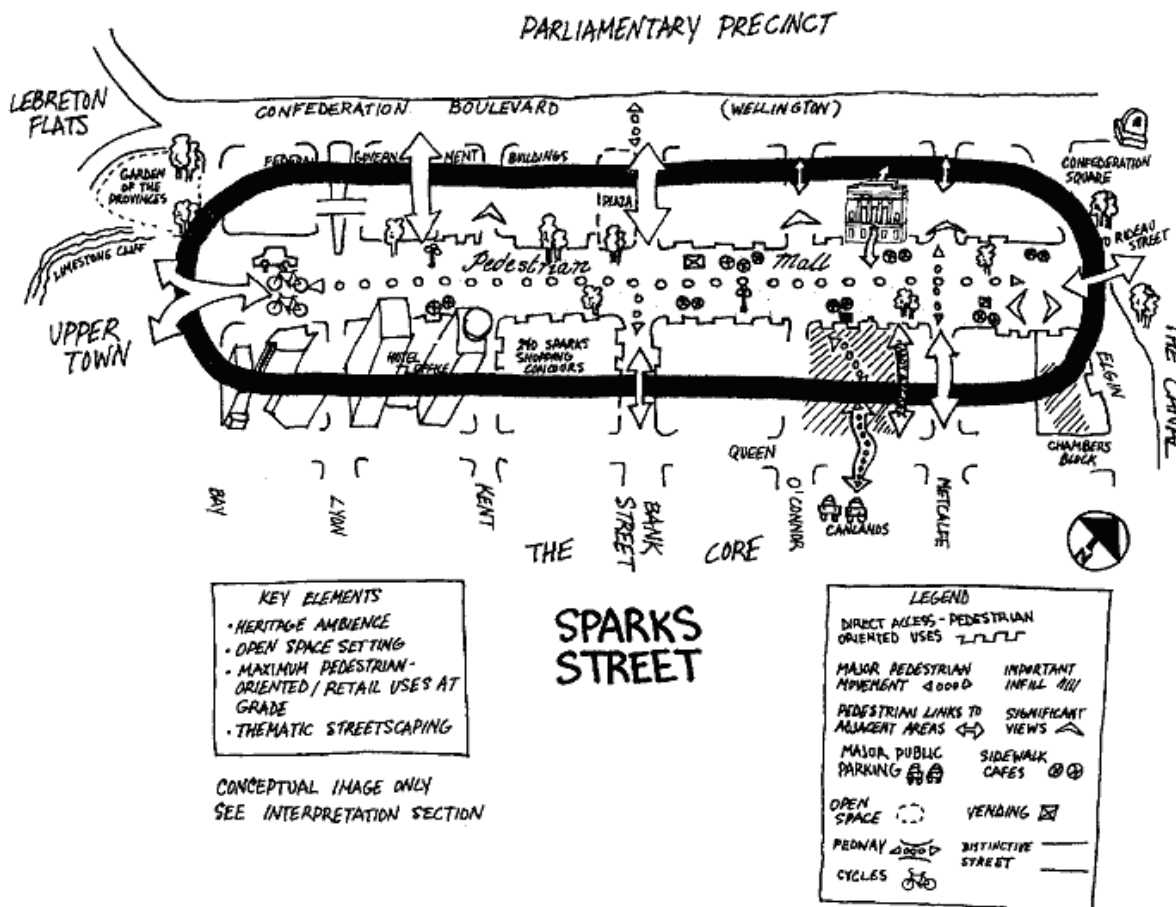 PARLIAMENTARY PRECINCT
LEBRETON
FLATS
CONFEDERATION BOULEVARD (WELLINGTON)
FEDERAL GOVERNMENT BUILDINGS
CONFEDERATION
SQUARE
GARDEN
OF THE
PROVINCES
PLAZA
TO RIDEAU
STREET
LIMESTONE CLIFF
Pedestrian Mall
UPPER
TOWN
HOTEL
240 SPARKS
SHOPPING
CONCOURS
ELGIN
THE CANAL
QUEEN
CHAMBERS
BLOCK
BAY
LYON
KENT
BANK
STREET
O'CONNOR
METCALFE
CANLANDS
THE CORE
N
KEY ELEMENTS
• HERITAGE AMBIENCE
• OPEN SPACE SETTING
• MAXIMUM PEDESTRIAN-
ORIENTED / RETAIL USES AT
GRADE
• THEMATIC STREETSCAPING
CONCEPTUAL IMAGE ONLY
SEE INTERPRETATION SECTION
SPARKS
STREET
LEGEND
DIRECT ACCESS - PEDESTRIAN
ORIENTED USES
MAJOR PEDESTRIAN
MOVEMENT
IMPORTANT
INFILL
PEDESTRIAN LINKS TO
ADJACENT AREAS
SIGNIFICANT
VIEWS
MAJOR PUBLIC
PARKING
SIDEWALK
CAFES
OPEN
SPACE
VENDING
PEDWAY
DISTINCTIVE
STREET
CYCLES